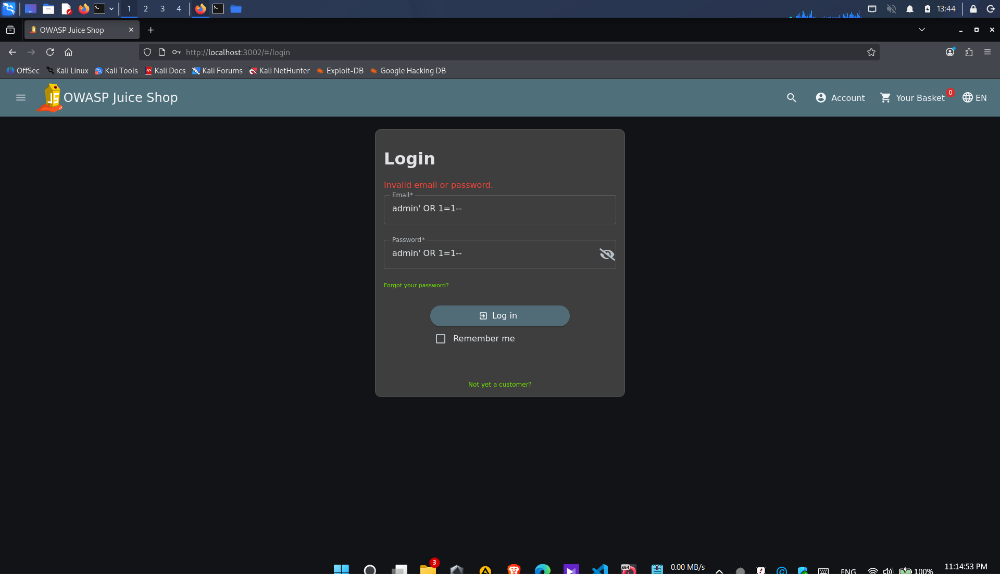 1 2 3 4 13:44
OWASP Juice Shop
http://localhost:3002/#/login
OffSec Kali Linux Kali Tools Kali Docs Kali Forums Kali NetHunter Exploit-DB Google Hacking DB
OWASP Juice Shop Account Your Basket 0 EN
Login
Invalid email or password.
Email*
admin' OR 1=1--
Password*
admin' OR 1=1--
Forgot your password?
Log in
Remember me
Not yet a customer?
3 0.00 MB/s ENG 100% 11:14:53 PM